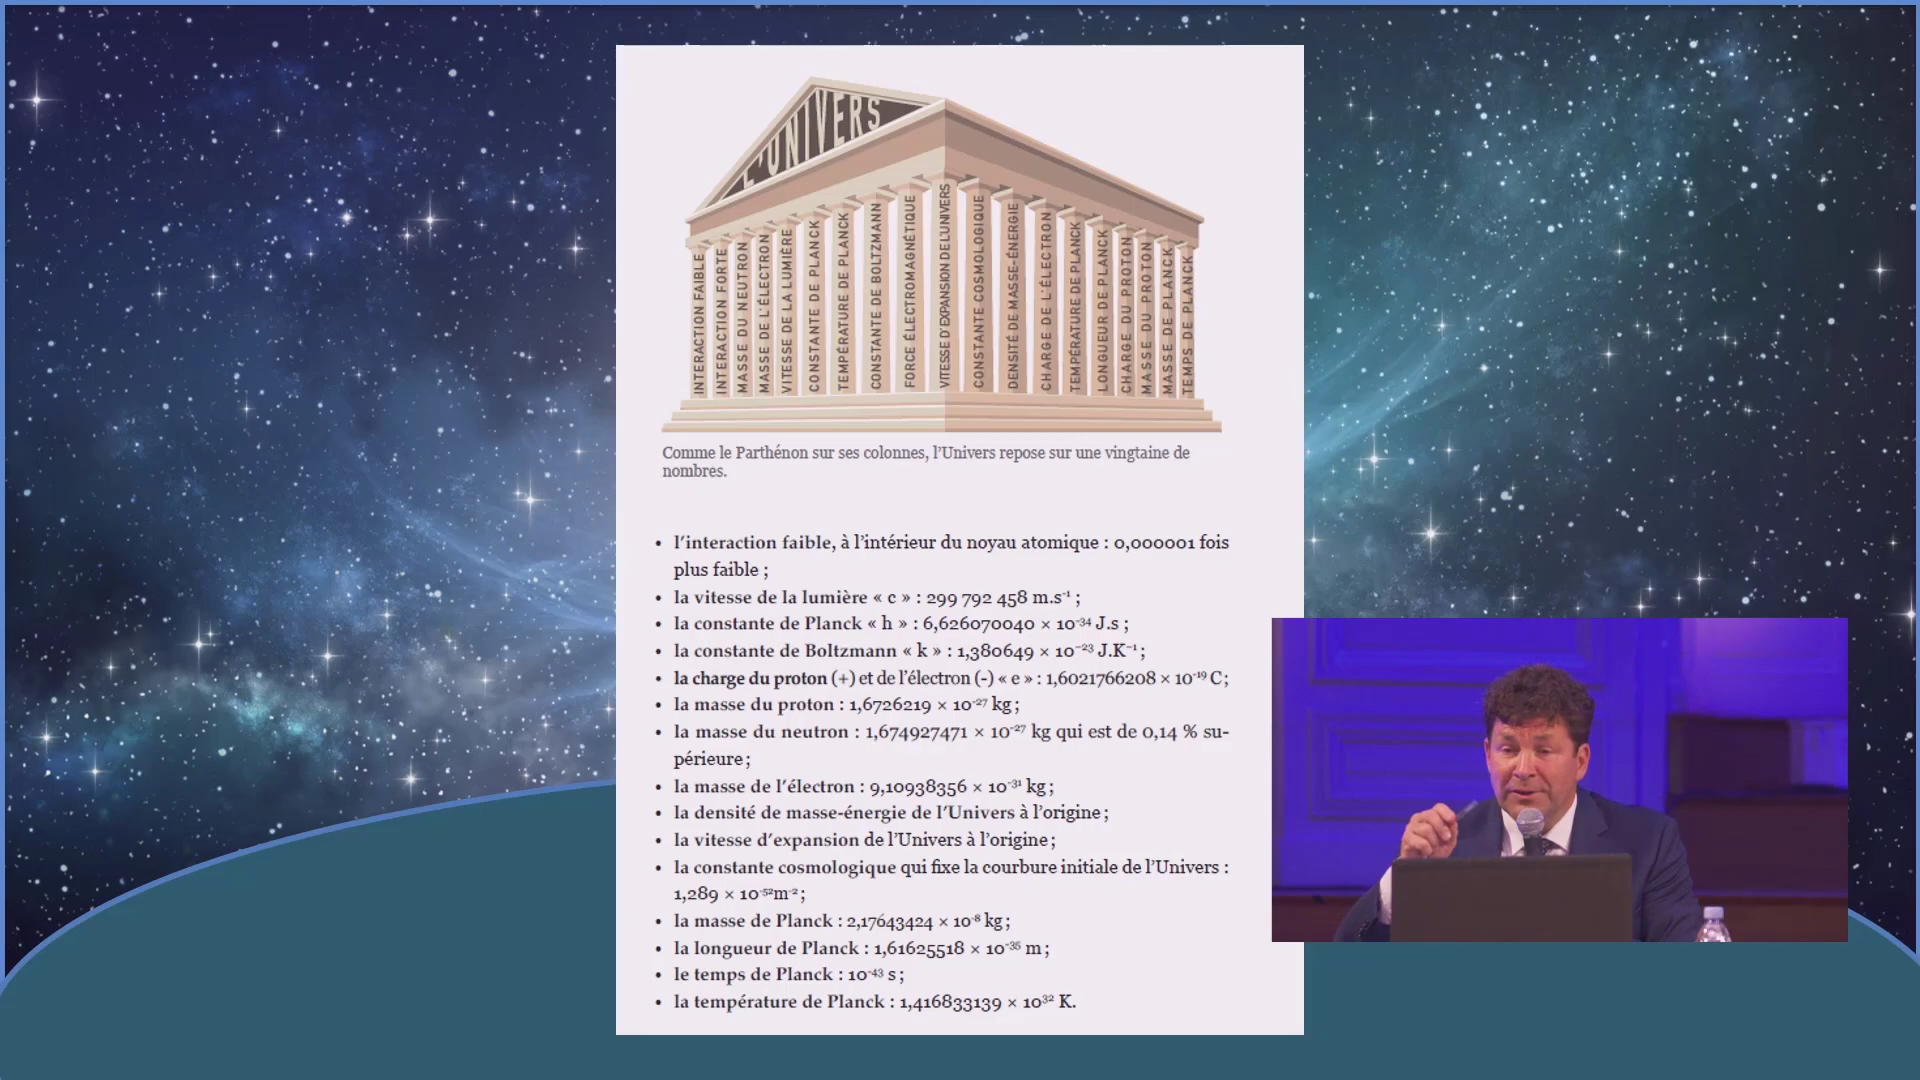 L'UNIVERS
INTERACTION FAIBLE
INTERACTION FORTE
MASSE DU NEUTRON
MASSE DE L'ÉLECTRON
VITESSE DE LA LUMIÈRE
CONSTANTE DE PLANCK
TEMPÉRATURE DE PLANCK
CONSTANTE DE BOLTZMANN
FORCE ÉLECTROMAGNÉTIQUE
VITESSE D'EXPANSION DE L'UNIVERS
CONSTANTE COSMOLOGIQUE
DENSITÉ DE MASSE-ÉNERGIE
CHARGE DE L'ÉLECTRON
TEMPÉRATURE DE PLANCK
LONGUEUR DE PLANCK
CHARGE DU PROTON
MASSE DU PROTON
MASSE DE PLANCK
TEMPS DE PLANCK
Comme le Parthénon sur ses colonnes, l'Univers repose sur une vingtaine de
nombres.
• l'interaction faible, à l'intérieur du noyau atomique : 0,000001 fois
plus faible ;
• la vitesse de la lumière « c » : 299 792 458 m.s⁻¹ ;
• la constante de Planck « h » : 6,626070040 × 10⁻³⁴ J.s ;
• la constante de Boltzmann « k » : 1,380649 × 10⁻²³ J.K⁻¹ ;
• la charge du proton (+) et de l'électron (-) « e » : 1,6021766208 × 10⁻¹⁹ C ;
• la masse du proton : 1,6726219 × 10⁻²⁷ kg ;
• la masse du neutron : 1,674927471 × 10⁻²⁷ kg qui est de 0,14 % su-
périeure ;
• la masse de l'électron : 9,10938356 × 10⁻³¹ kg ;
• la densité de masse-énergie de l'Univers à l'origine ;
• la vitesse d'expansion de l'Univers à l'origine ;
• la constante cosmologique qui fixe la courbure initiale de l'Univers :
1,289 × 10⁻⁵²m⁻² ;
• la masse de Planck : 2,17643424 × 10⁻⁸ kg ;
• la longueur de Planck : 1,61625518 × 10⁻³⁵ m ;
• le temps de Planck : 10⁻⁴³ s ;
• la température de Planck : 1,416833139 × 10³² K.